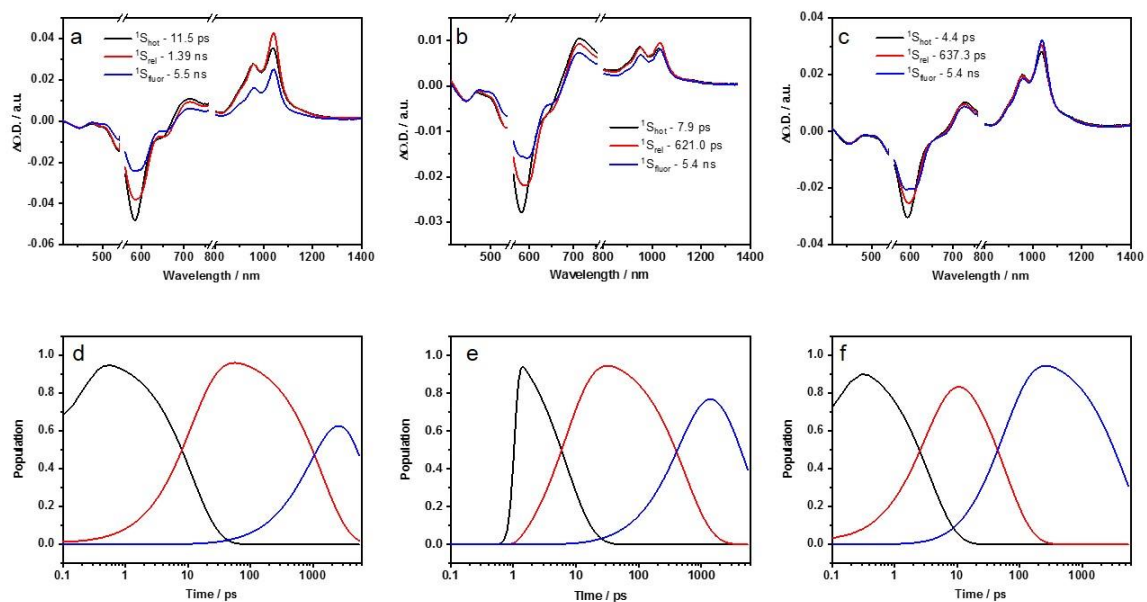 a
¹S_hot - 11.5 ps
¹S_rel - 1.39 ns
¹S_fluor - 5.5 ns
Δ.O.D. / a.u.
0.04
0.02
0.00
-0.02
-0.04
-0.06
500 600 700 800 1000 1200 1400
Wavelength / nm
b
¹S_hot - 7.9 ps
¹S_rel - 621.0 ps
¹S_fluor - 5.4 ns
Δ.O.D. / a.u.
0.01
0.00
-0.01
-0.02
-0.03
500 600 700 800 1000 1200 1400
Wavelength / nm
c
¹S_hot - 4.4 ps
¹S_rel - 637.3 ps
¹S_fluor - 5.4 ns
Δ.O.D. / a.u.
0.04
0.02
0.00
-0.02
-0.04
500 600 700 800 1000 1200 1400
Wavelength / nm
d
Population
1.0
0.8
0.6
0.4
0.2
0.0
0.1 1 10 100 1000
Time / ps
e
Population
1.0
0.8
0.6
0.4
0.2
0.0
0.1 1 10 100 1000
Time / ps
f
Population
1.0
0.8
0.6
0.4
0.2
0.0
0.1 1 10 100 1000
Time / ps